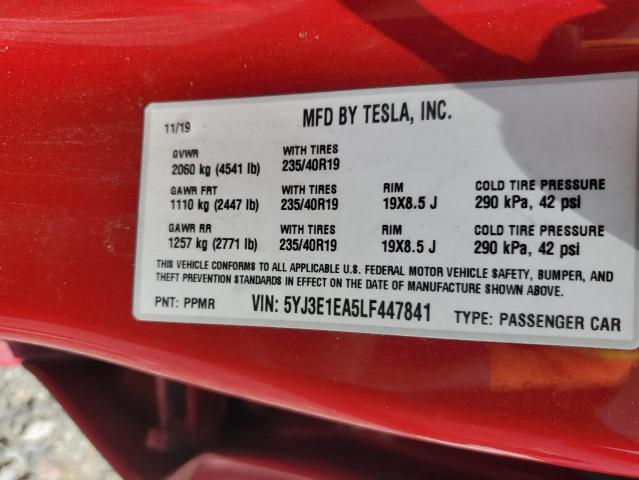 MFD BY TESLA, INC.
11/19
GVWR WITH TIRES
2060 kg (4541 lb) 235/40R19
GAWR FRT WITH TIRES RIM COLD TIRE PRESSURE
1110 kg (2447 lb) 235/40R19 19X8.5 J 290 kPa, 42 psi
GAWR RR WITH TIRES RIM COLD TIRE PRESSURE
1257 kg (2771 lb) 235/40R19 19X8.5 J 290 kPa, 42 psi
THIS VEHICLE CONFORMS TO ALL APPLICABLE U.S. FEDERAL MOTOR VEHICLE SAFETY, BUMPER, AND
THEFT PREVENTION STANDARDS IN EFFECT ON THE DATE OF MANUFACTURE SHOWN ABOVE.
PNT: PPMR VIN: 5YJ3E1EA5LF447841 TYPE: PASSENGER CAR